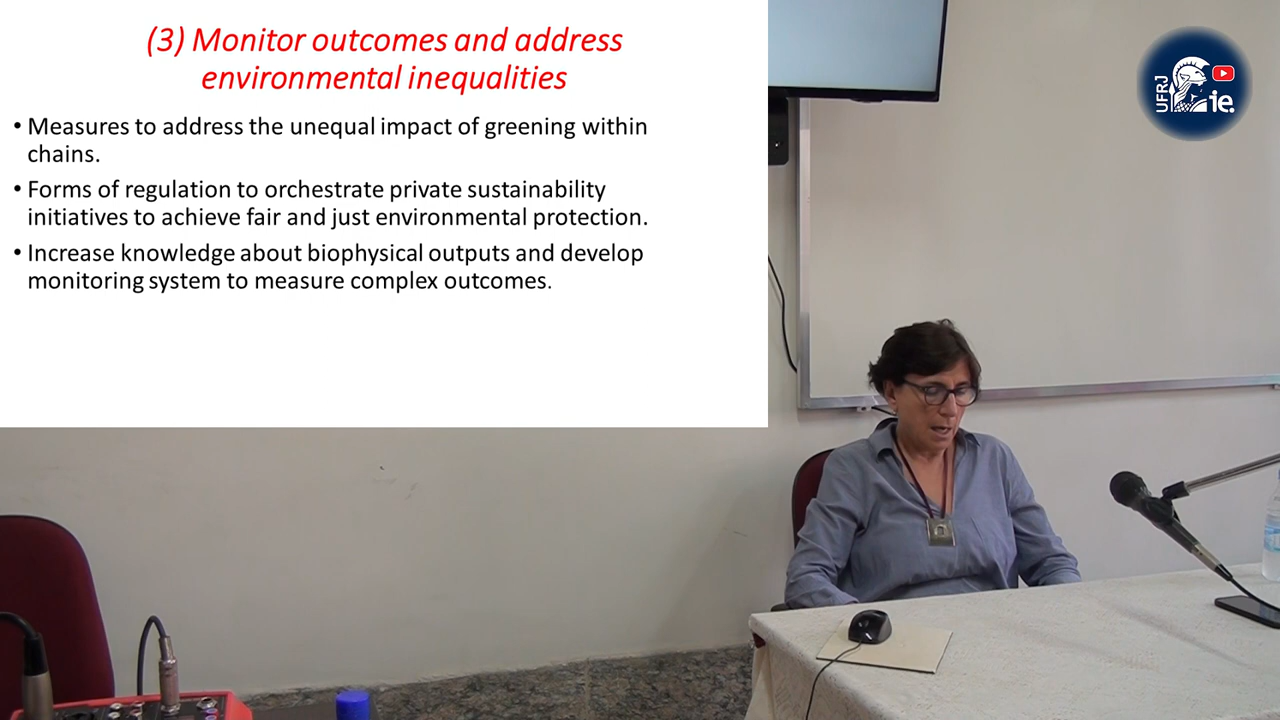 (3) Monitor outcomes and address
environmental inequalities
• Measures to address the unequal impact of greening within
chains.
• Forms of regulation to orchestrate private sustainability
initiatives to achieve fair and just environmental protection.
• Increase knowledge about biophysical outputs and develop
monitoring system to measure complex outcomes.
UFRJ
ie.